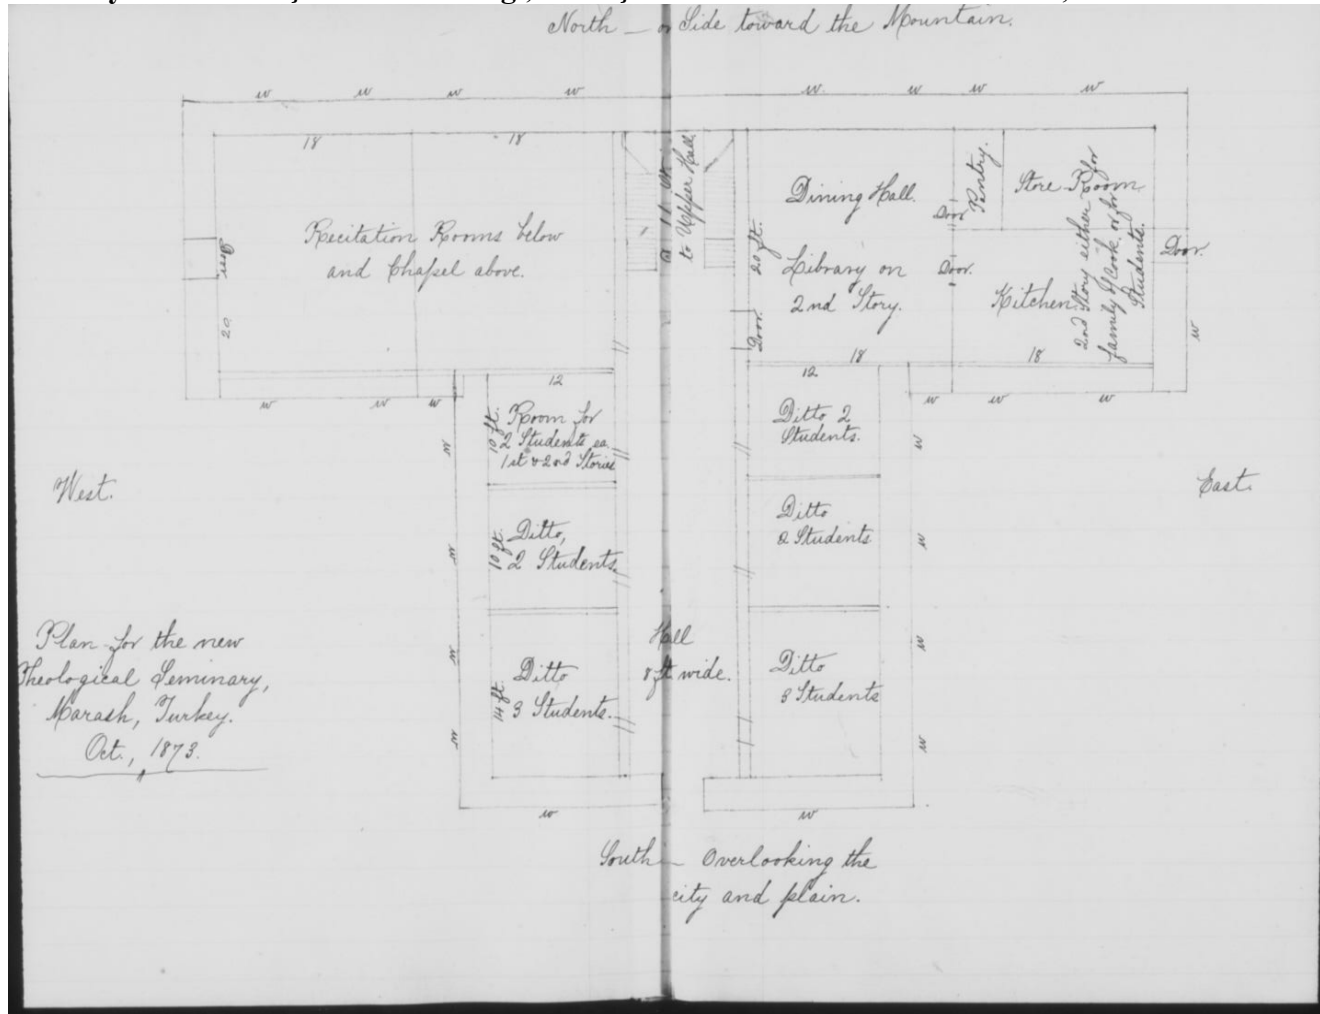 North — or Side toward the Mountain.
w w w w w w w w
18 18
Recitation Rooms below
and Chapel above.
Door
20
to Upper Hall.
Dining Hall.
Library on
2nd Story.
20 ft.
Door.
18
Pantry.
Door
Door.
Store Room
Kitchen.
2nd Story either for
family of Cook or for
Students.
18
Door.
w
w w w
w w w
12
10 ft.
Room for
2 Students ea.
1st & 2nd Stories
10 ft.
Ditto,
2 Students.
14 ft.
Ditto
3 Students.
w w w w
Hall
8 ft wide.
12
Ditto 2
Students.
Ditto
2 Students
Ditto
3 Students
w w w w
w w
West.
East.
Plan for the new
Theological Seminary,
Marash, Turkey.
Oct., 1873.
South — Overlooking the
city and plain.